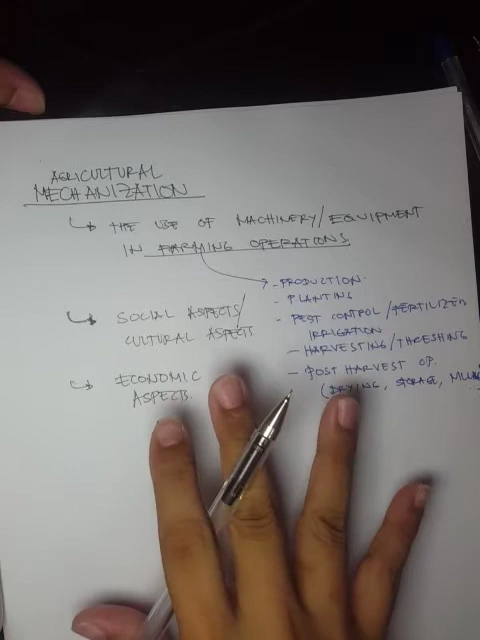 AGRICULTURAL
MECHANIZATION
↳ THE USE OF MACHINERY/EQUIPMENT
IN FARMING OPERATIONS.
- PRODUCTION
- PLANTING
- PEST CONTROL/FERTILIZER
IRRIGATION
- HARVESTING/THRESHING
- POST HARVEST OP.
(DRYING, STORAGE,
↳ SOCIAL ASPECTS/
CULTURAL ASPECTS
↳ ECONOMIC
ASPECTS.